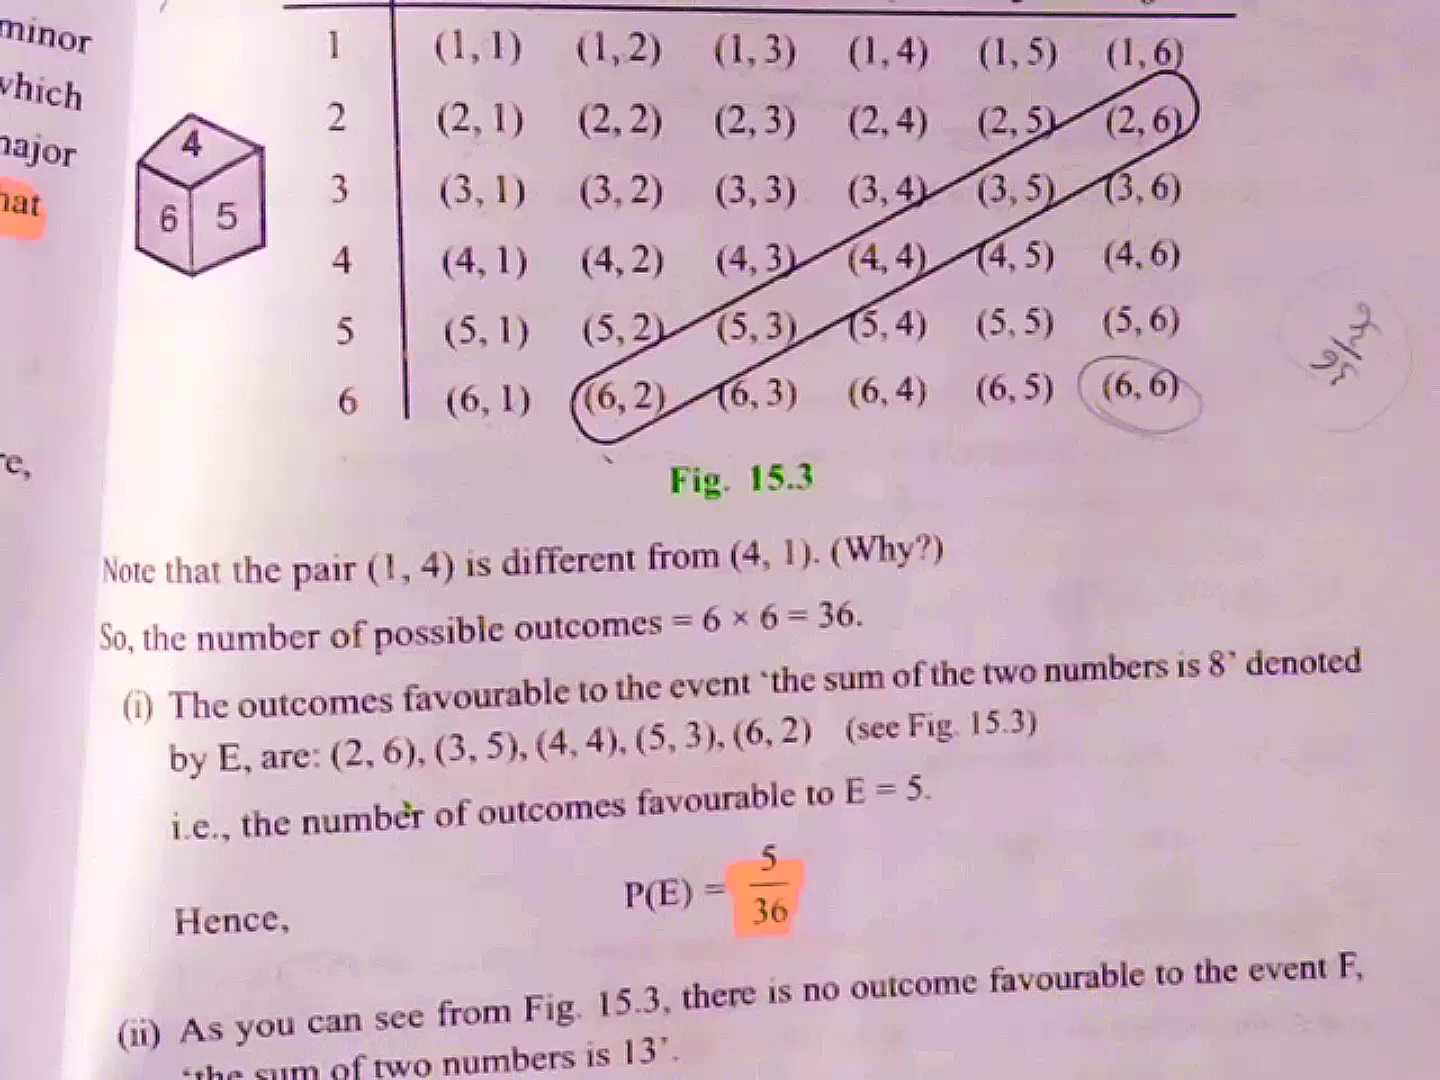 minor
which
major
hat
re,
4
6 5
1 (1, 1) (1, 2) (1, 3) (1, 4) (1, 5) (1, 6)
2 (2, 1) (2, 2) (2, 3) (2, 4) (2, 5) (2, 6)
3 (3, 1) (3, 2) (3, 3) (3, 4) (3, 5) (3, 6)
4 (4, 1) (4, 2) (4, 3) (4, 4) (4, 5) (4, 6)
5 (5, 1) (5, 2) (5, 3) (5, 4) (5, 5) (5, 6)
6 (6, 1) (6, 2) (6, 3) (6, 4) (6, 5) (6, 6)
Fig. 15.3
Note that the pair (1, 4) is different from (4, 1). (Why?)
So, the number of possible outcomes = 6 × 6 = 36.
(i) The outcomes favourable to the event ‘the sum of the two numbers is 8’ denoted
by E, are: (2, 6), (3, 5), (4, 4), (5, 3), (6, 2) (see Fig. 15.3)
i.e., the number of outcomes favourable to E = 5.
Hence, P(E) = 5/36
(ii) As you can see from Fig. 15.3, there is no outcome favourable to the event F,
‘the sum of two numbers is 13’.